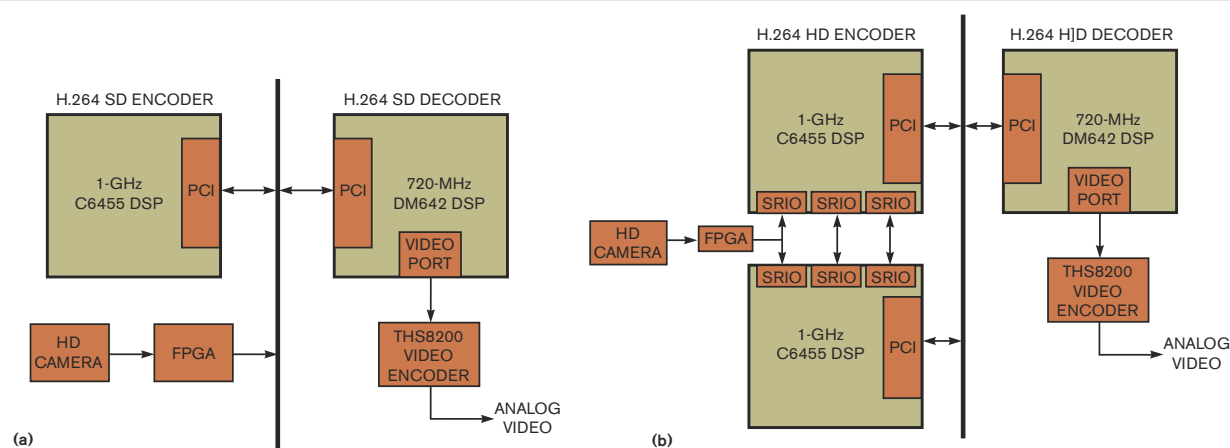 H.264 SD ENCODER
H.264 SD DECODER
1-GHz
C6455 DSP
PCI
PCI
720-MHz
DM642 DSP
VIDEO
PORT
HD
CAMERA
FPGA
THS8200
VIDEO
ENCODER
ANALOG
VIDEO
(a)
H.264 HD ENCODER
H.264 H]D DECODER
1-GHz
C6455 DSP
PCI
PCI
720-MHz
DM642 DSP
VIDEO
PORT
SRIO
SRIO
SRIO
HD
CAMERA
FPGA
SRIO
SRIO
SRIO
1-GHz
C6455 DSP
PCI
THS8200
VIDEO
ENCODER
ANALOG
VIDEO
(b)